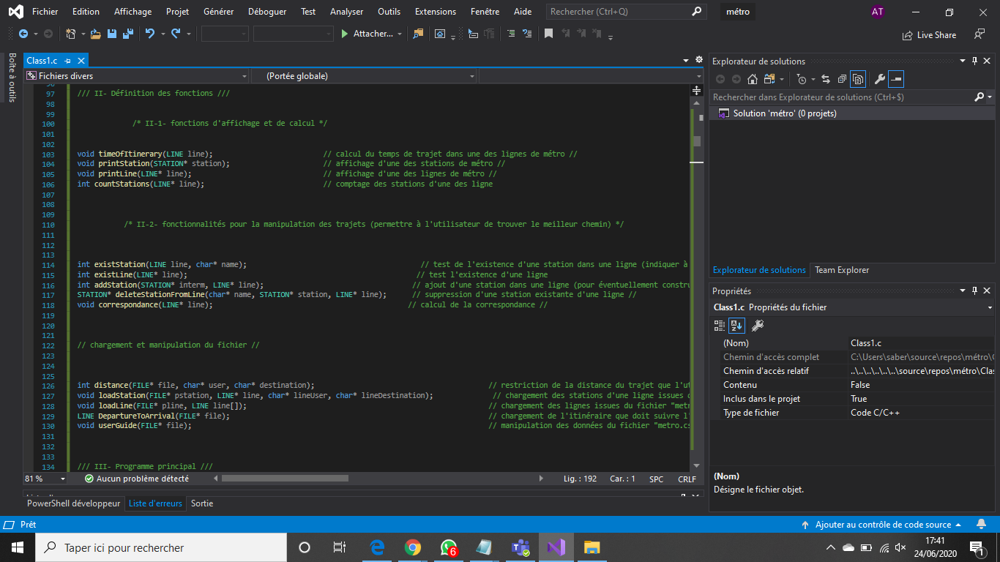 Fichier Edition Affichage Projet Générer Déboguer Test Analyser Outils Extensions Fenêtre Aide Rechercher (Ctrl+Q) métro AT
Attacher... Live Share
Boîte à outils
Class1.c
Fichiers divers (Portée globale)
97 /// II- Définition des fonctions ///
98
99
100 /* II-1- fonctions d'affichage et de calcul */
101
102
103 void timeOfItinerary(LINE line); // calcul du temps de trajet dans une des lignes de métro //
104 void printStation(STATION* station); // affichage d'une des stations de métro //
105 void printLine(LINE* line); // affichage d'une des lignes de métro //
106 int countStations(LINE* line); // comptage des stations d'une des ligne
107
108
109
110 /* II-2- fonctionnalités pour la manipulation des trajets (permettre à l'utilisateur de trouver le meilleur chemin) */
111
112
113
114 int existStation(LINE line, char* name); // test de l'existence d'une station dans une ligne (indiquer à
115 int existLine(LINE* line); // test l'existence d'une ligne
116 int addStation(STATION* interm, LINE* line); // ajout d'une station dans une ligne (pour éventuellement constru
117 STATION* deleteStationFromLine(char* name, STATION* station, LINE* line); // suppression d'une station existante d'une ligne //
118 void correspondance(LINE* line); // calcul de la correspondance //
119
120
121
122 // chargement et manipulation du fichier //
123
124
125
126 int distance(FILE* file, char* user, char* destination); // restriction de la distance du trajet que l'ut
127 void loadStation(FILE* pstation, LINE* line, char* lineUser, char* lineDestination); // chargement des stations d'une ligne issues d
128 void loadLine(FILE* pline, LINE line[]); // chargement des lignes issues du fichier "metr
129 LINE DepartureToArrival(FILE* file); // chargement de l'itinéraire que doit suivre l'
130 void userGuide(FILE* file); // manipulation des données du fichier "metro.cs
131
132
133
134 /// III- Programme principal ///
81 % Aucun problème détecté Lig. : 192 Car. : 1 SPC CRLF
PowerShell développeur Liste d'erreurs Sortie
Explorateur de solutions
Rechercher dans Explorateur de solutions (Ctrl+$)
Solution 'métro' (0 projets)
Explorateur de solutions Team Explorer
Propriétés
Class1.c Propriétés du fichier
(Nom) Class1.c
Chemin d'accès complet C:\Users\saber\source\repos\métro\C
Chemin d'accès relatif ..\..\..\..\..\..\source\repos\métro\Clas
Contenu False
Inclus dans le projet True
Type de fichier Code C/C++
(Nom)
Désigne le fichier objet.
Prêt Ajouter au contrôle de code source
Taper ici pour rechercher 6 17:41
24/06/2020 1